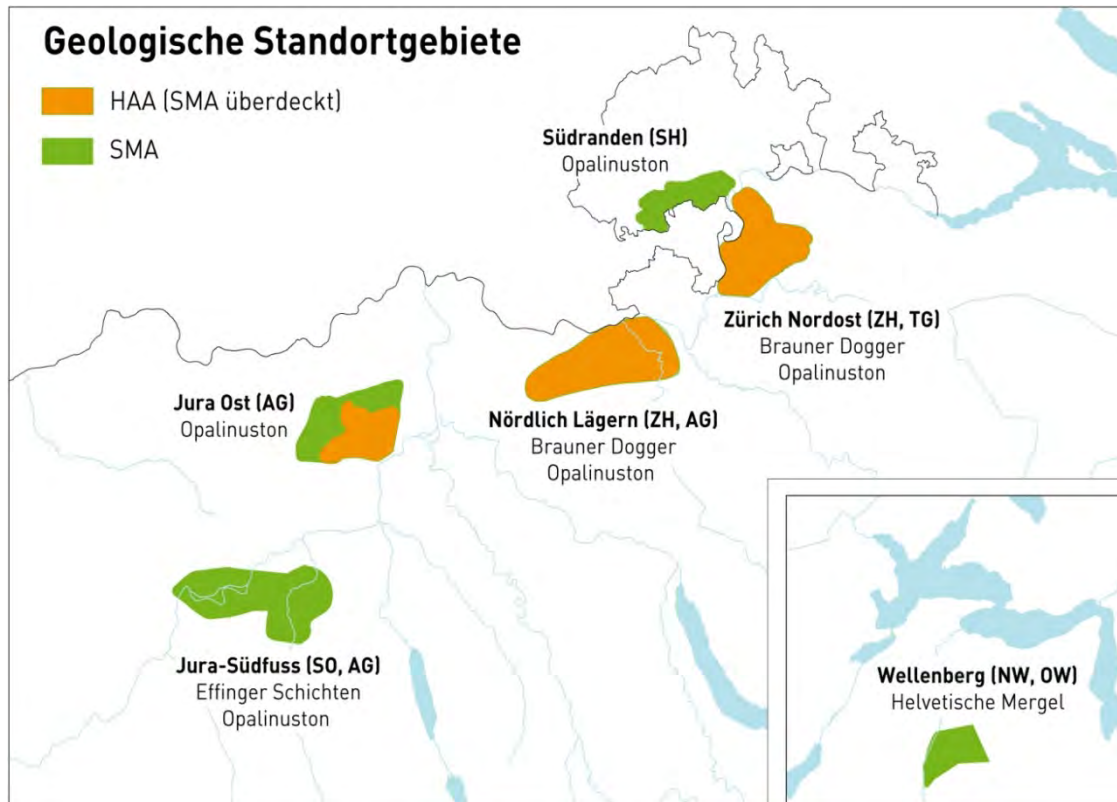 Geologische Standortgebiete
HAA (SMA überdeckt)
SMA
Südranden (SH)
Opalinuston
Zürich Nordost (ZH, TG)
Brauner Dogger
Opalinuston
Jura Ost (AG)
Opalinuston
Nördlich Lägern (ZH, AG)
Brauner Dogger
Opalinuston
Jura-Südfuss (SO, AG)
Effinger Schichten
Opalinuston
Wellenberg (NW, OW)
Helvetische Mergel